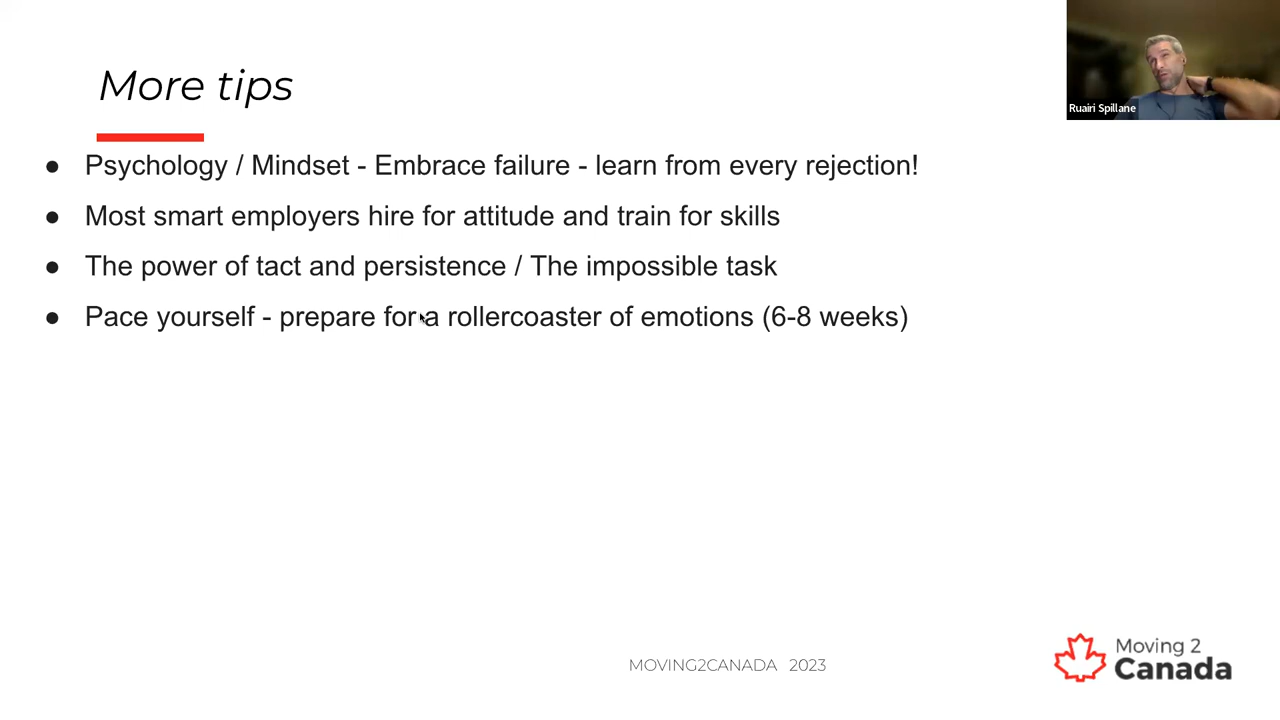 More tips
Ruairi Spillane
● Psychology / Mindset - Embrace failure - learn from every rejection!
● Most smart employers hire for attitude and train for skills
● The power of tact and persistence / The impossible task
● Pace yourself - prepare for a rollercoaster of emotions (6-8 weeks)
MOVING2CANADA 2023
Moving 2
Canada